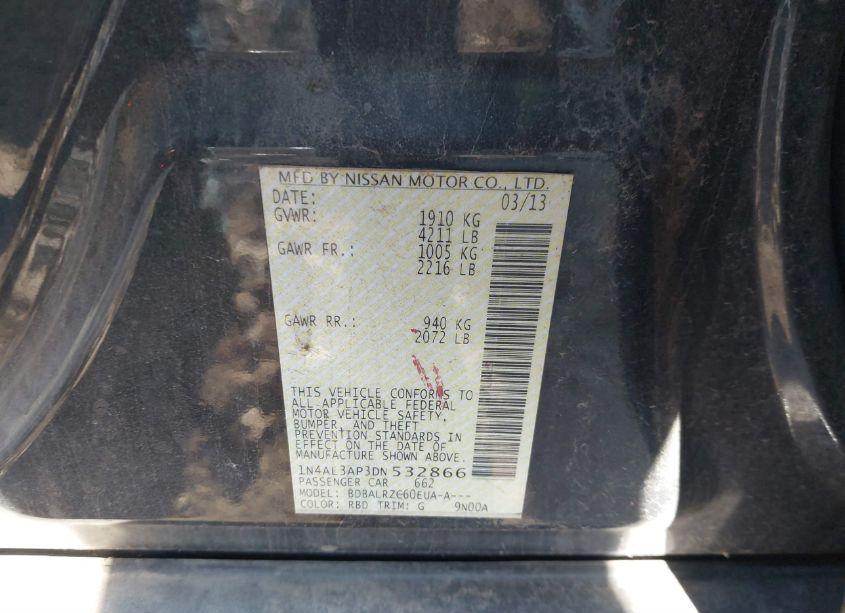 MFD BY NISSAN MOTOR CO., LTD.
DATE: 03/13
GVWR: 1910 KG
4211 LB
GAWR FR.: 1005 KG
2216 LB
GAWR RR.: 940 KG
2072 LB
THIS VEHICLE CONFORMS TO
ALL APPLICABLE FEDERAL
MOTOR VEHICLE SAFETY,
BUMPER, AND THEFT
PREVENTION STANDARDS IN
EFFECT ON THE DATE OF
MANUFACTURE SHOWN ABOVE.
1N4AL3AP3DN532866
PASSENGER CAR 662
MODEL: BDBALRZC60EUA-A---
COLOR: RBD TRIM: G 9N00A